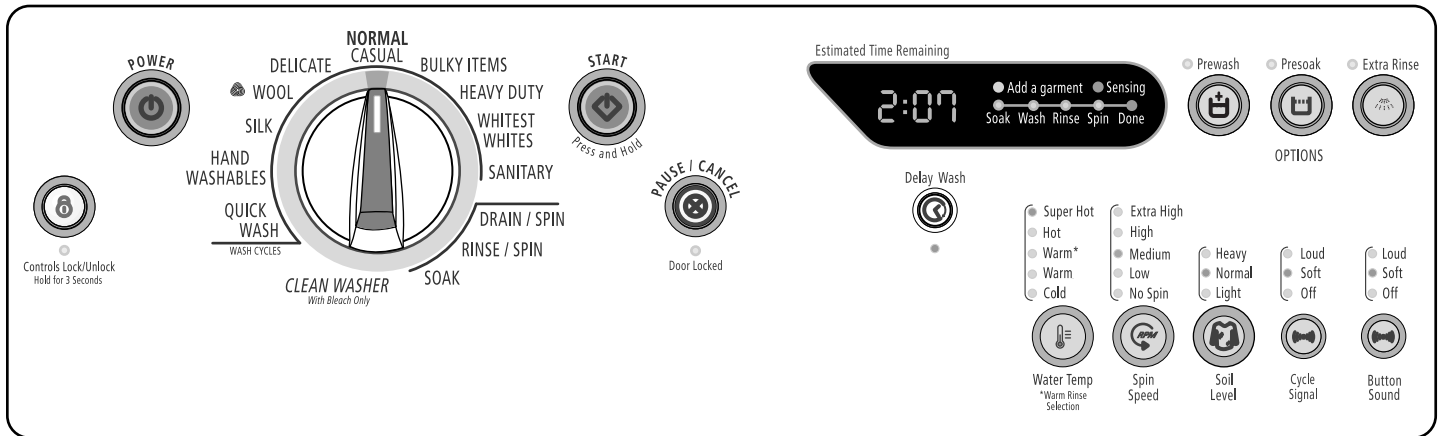 POWER
Controls Lock/Unlock
Hold for 3 Seconds
NORMAL
CASUAL
DELICATE
WOOL
SILK
HAND
WASHABLES
QUICK
WASH
WASH CYCLES
BULKY ITEMS
HEAVY DUTY
WHITEST
WHITES
SANITARY
DRAIN / SPIN
RINSE / SPIN
SOAK
CLEAN WASHER
With Bleach Only
START
Press and Hold
PAUSE / CANCEL
Door Locked
Estimated Time Remaining
2:07
Add a garment Sensing
Soak Wash Rinse Spin Done
Delay Wash
Prewash
Presoak
Extra Rinse
OPTIONS
Super Hot
Hot
Warm*
Warm
Cold
Water Temp
*Warm Rinse
Selection
Extra High
High
Medium
Low
No Spin
RPM
Spin
Speed
Heavy
Normal
Light
Soil
Level
Loud
Soft
Off
Cycle
Signal
Loud
Soft
Off
Button
Sound